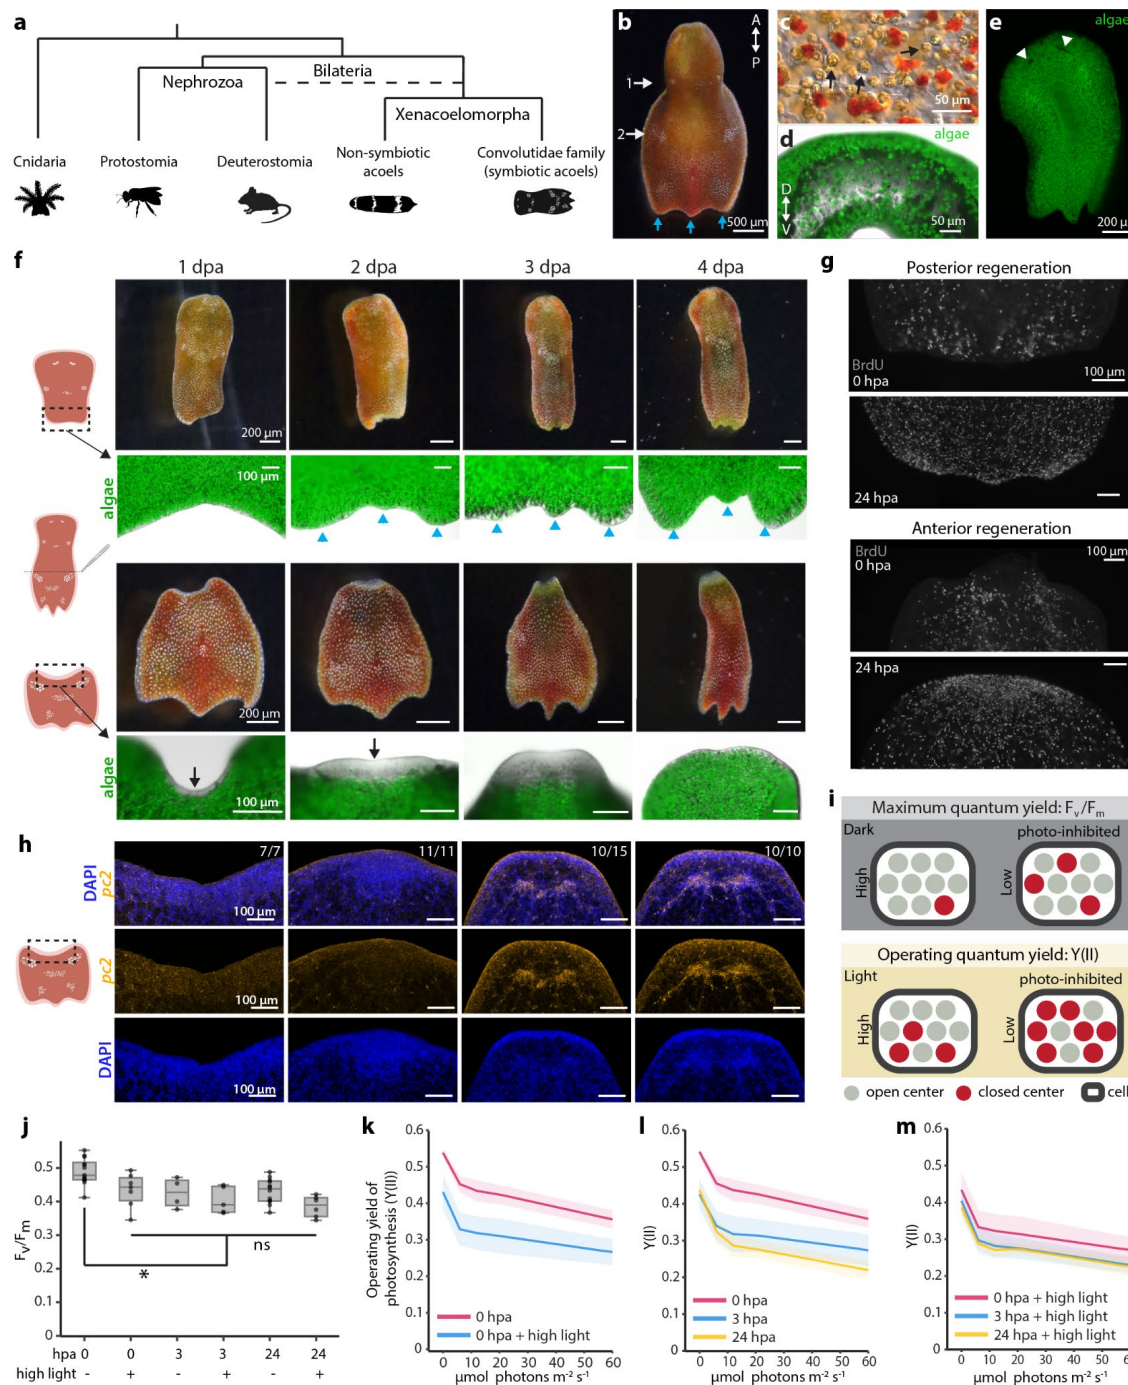 a
Bilateria
Nephrozoa
Xenacoelomorpha
Cnidaria
Protostomia
Deuterostomia
Non-symbiotic
acoels
Convolutidae family
(symbiotic acoels)
b
A
P
1
2
500 µm
c
50 µm
d
algae
D
V
50 µm
e
algae
200 µm
f
1 dpa
2 dpa
3 dpa
4 dpa
200 µm
algae
100 µm
200 µm
algae
100 µm
g
Posterior regeneration
BrdU
0 hpa
100 µm
24 hpa
Anterior regeneration
BrdU
0 hpa
100 µm
24 hpa
h
DAPI
pc2
7/7
11/11
10/15
10/10
100 µm
pc2
100 µm
DAPI
100 µm
i
Maximum quantum yield: Fv/Fm
Dark
photo-inhibited
High
Low
Operating quantum yield: Y(II)
Light
photo-inhibited
High
Low
open center
closed center
cell
j
Fv/Fm
0.5
0.4
0.3
0.2
0.1
0
*
ns
hpa 0 0 3 3 24 24
high light - + - + - +
k
Operating yield of
photosynthesis (Y(II))
0.6
0.5
0.4
0.3
0.2
0.1
0
0 hpa
0 hpa + high light
0 10 20 30 40 50 60
µmol photons m-2 s-1
l
Y(II)
0.6
0.5
0.4
0.3
0.2
0.1
0
0 hpa
3 hpa
24 hpa
0 10 20 30 40 50 60
µmol photons m-2 s-1
m
Y(II)
0.6
0.5
0.4
0.3
0.2
0.1
0
0 hpa + high light
3 hpa + high light
24 hpa + high light
0 10 20 30 40 50 60
µmol photons m-2 s-1